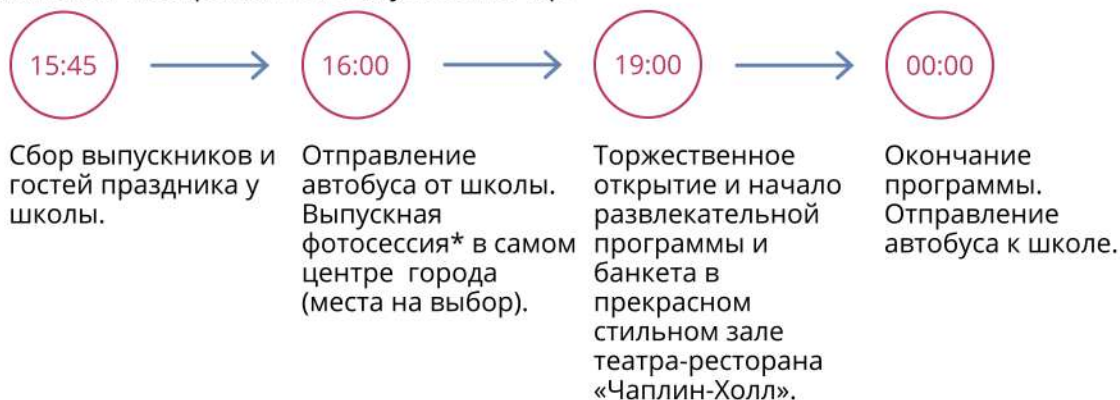 15:45
16:00
19:00
00:00
Сбор выпускников и
гостей праздника у
школы.
Отправление
автобуса от школы.
Выпускная
фотосессия* в самом
центре города
(места на выбор).
Торжественное
открытие и начало
развлекательной
программы и
банкета в
прекрасном
стильном зале
театра-ресторана
«Чаплин-Холл».
Окончание
программы.
Отправление
автобуса к школе.